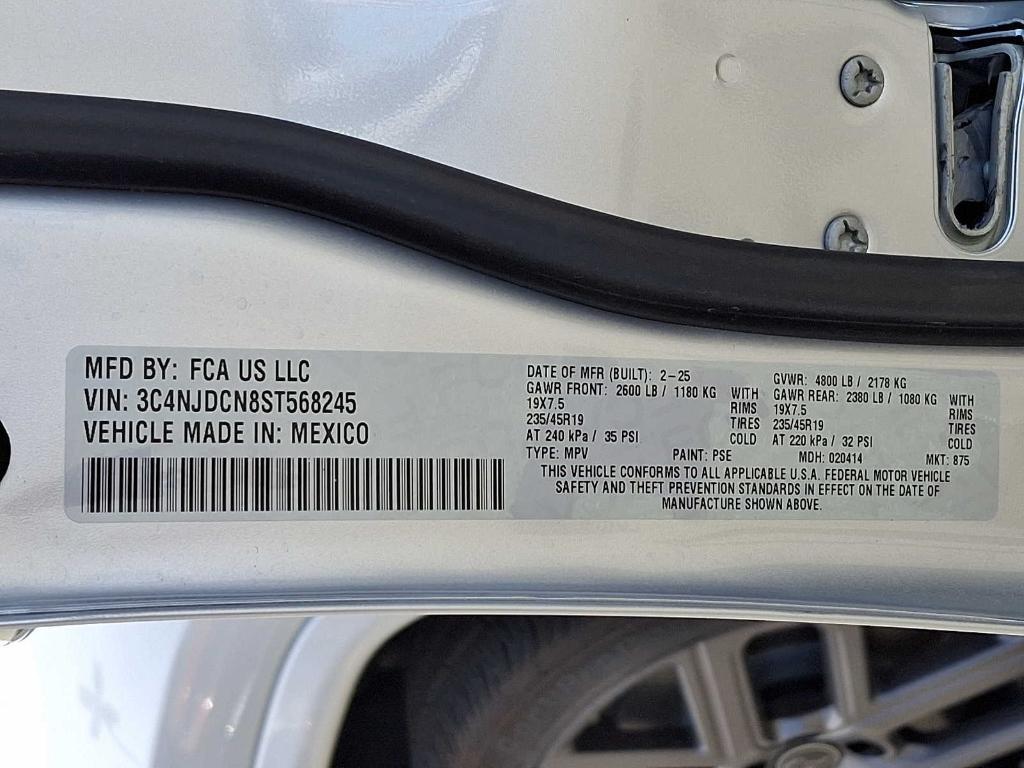 MFD BY: FCA US LLC
VIN: 3C4NJDCN8ST568245
VEHICLE MADE IN: MEXICO
DATE OF MFR (BUILT): 2-25
GAWR FRONT: 2600 LB / 1180 KG WITH
19X7.5 RIMS
235/45R19 TIRES
AT 240 kPa / 35 PSI COLD
GVWR: 4800 LB / 2178 KG
GAWR REAR: 2380 LB / 1080 KG WITH
19X7.5 RIMS
235/45R19 TIRES
AT 220 kPa / 32 PSI COLD
TYPE: MPV PAINT: PSE MDH: 020414 MKT: 875
THIS VEHICLE CONFORMS TO ALL APPLICABLE U.S.A. FEDERAL MOTOR VEHICLE
SAFETY AND THEFT PREVENTION STANDARDS IN EFFECT ON THE DATE OF
MANUFACTURE SHOWN ABOVE.